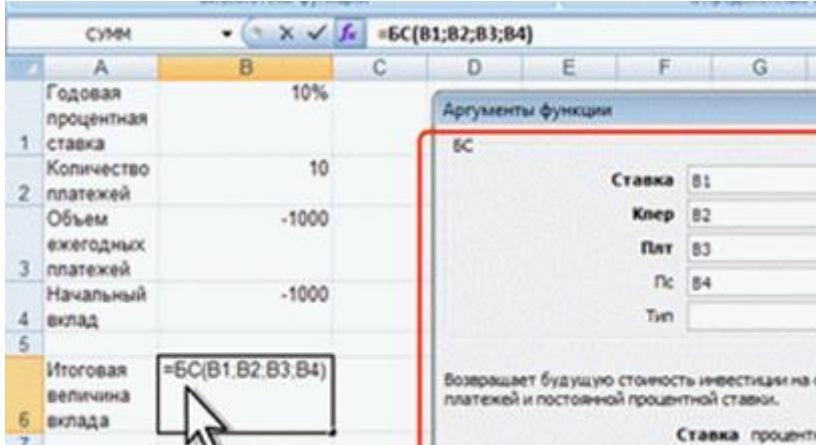 СУММ
=БС(B1;B2;B3;B4)
A B C D E F G
Годовая 10%
процентная
1 ставка
Количество 10
2 платежей
Объем -1000
ежегодных
3 платежей
Начальный -1000
4 вклад
5
Итоговая =БС(B1;B2;B3;B4)
величина
6 вклада
7
Аргументы функции
БС
Ставка B1
Кпер B2
Плт B3
Пс B4
Тип
Возвращает будущую стоимость инвестиции на
платежей и постоянной процентной ставки.
Ставка